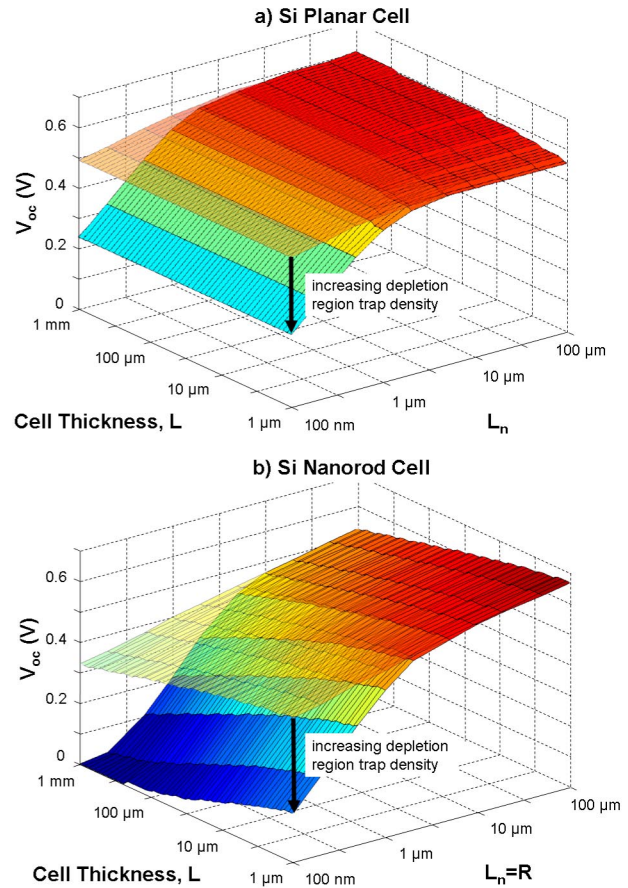 a) Si Planar Cell
0.6
0.4
0.2
0
V_oc (V)
increasing depletion
region trap density
1 mm
100 µm
10 µm
1 µm
100 nm
1 µm
10 µm
100 µm
Cell Thickness, L
L_n
b) Si Nanorod Cell
0.6
0.4
0.2
0
V_oc (V)
increasing depletion
region trap density
1 mm
100 µm
10 µm
1 µm
100 nm
1 µm
10 µm
100 µm
Cell Thickness, L
L_n=R